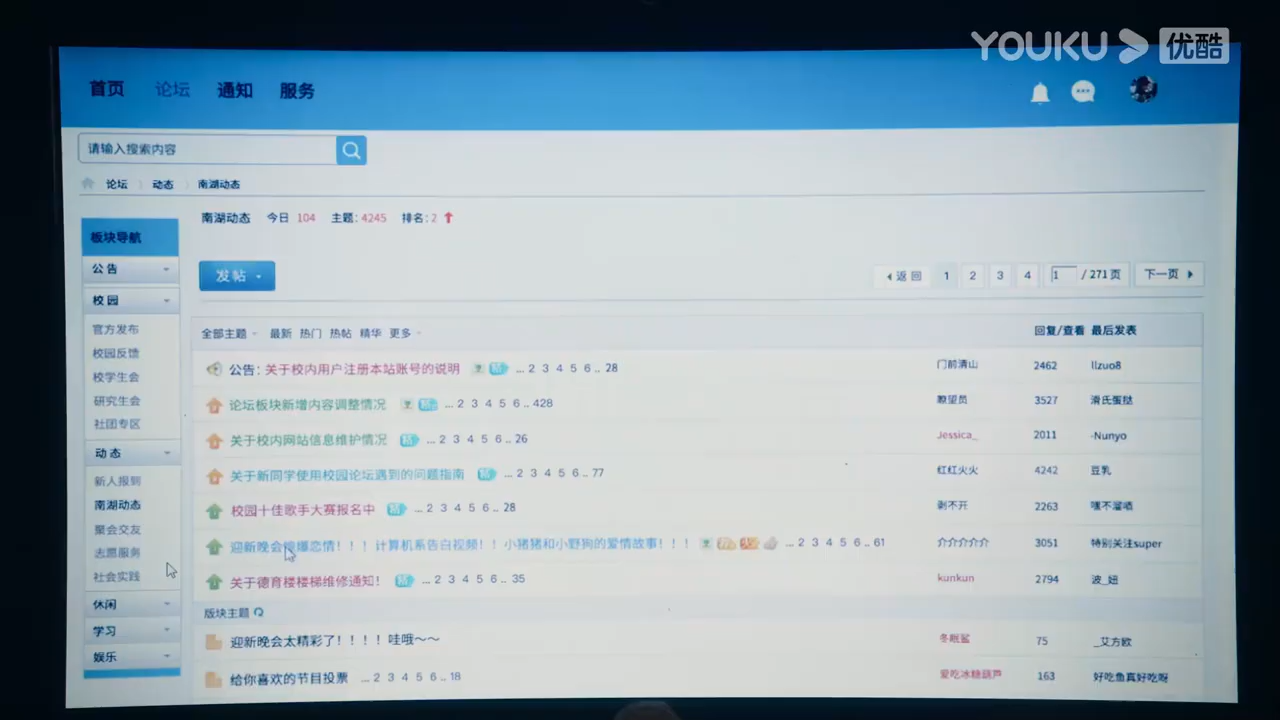 YOUKU 优酷
首页 论坛 通知 服务
请输入搜索内容
论坛 动态 南湖动态
南湖动态 今日 104 主题: 4245 排名: 2
板块导航
发帖
返回 1 2 3 4 1 / 271页 下一页
公告
校园
官方发布
校园反馈
校学生会
研究生会
社团专区
动态
新人报到
南湖动态
聚会交友
志愿服务
社会实践
休闲
学习
娱乐
全部主题 最新 热门 热帖 精华 更多 回复/查看 最后发表
公告: 关于校内用户注册本站账号的说明 ... 2 3 4 5 6 .. 28 门前清山 2462 llzuo8
论坛板块新增内容调整情况 ... 2 3 4 5 6 .. 428 瞭望员 3527 滑氏蛋挞
关于校内网站信息维护情况 ... 2 3 4 5 6 .. 26 Jessica_ 2011 -Nunyo
关于新同学使用校园论坛遇到的问题指南 ... 2 3 4 5 6 .. 77 红红火火 4242 豆乳
校园十佳歌手大赛报名中 ... 2 3 4 5 6 .. 28 剥不开 2263 嘿不溜啾
迎新晚会 爆恋情！！！计算机系告白视频！！小猪猪和小野狗的爱情故事！！！ ... 2 3 4 5 6 .. 61 介介介介介 3051 特别关注super
关于德育楼楼梯维修通知！ ... 2 3 4 5 6 .. 35 kunkun 2794 波_妞
版块主题
迎新晚会太精彩了！！！！哇哦～～ 冬眠鲨 75 _艾方欧
给你喜欢的节目投票 ... 2 3 4 5 6 .. 18 爱吃冰糖葫芦 163 好吃鱼真好吃呀